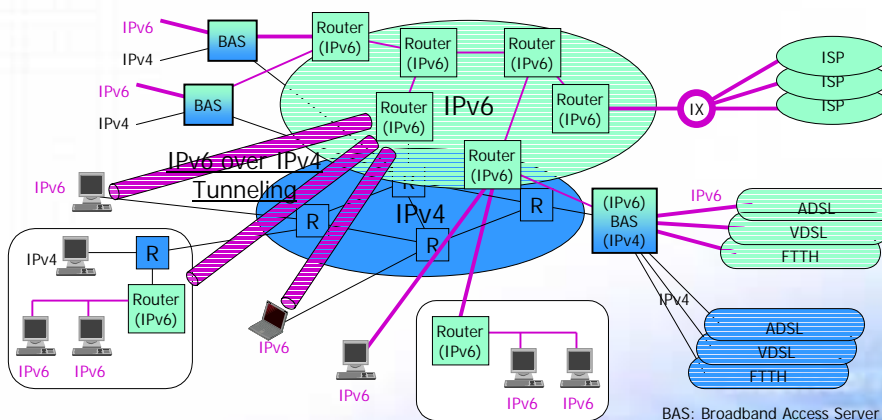 IPv6
IPv4
BAS
Router
(IPv6)
Router
(IPv6)
Router
(IPv6)
ISP
ISP
ISP
IPv6
IPv4
BAS
Router
(IPv6)
IPv6
Router
(IPv6)
IX
IPv6 over IPv4
Tunneling
IPv6
Router
(IPv6)
R
IPv4
R
R
R
(IPv6)
BAS
(IPv4)
IPv6
ADSL
VDSL
FTTH
IPv4
R
Router
(IPv6)
IPv6
IPv6
IPv6
IPv6
Router
(IPv6)
IPv6
IPv6
IPv4
ADSL
VDSL
FTTH
BAS: Broadband Access Server